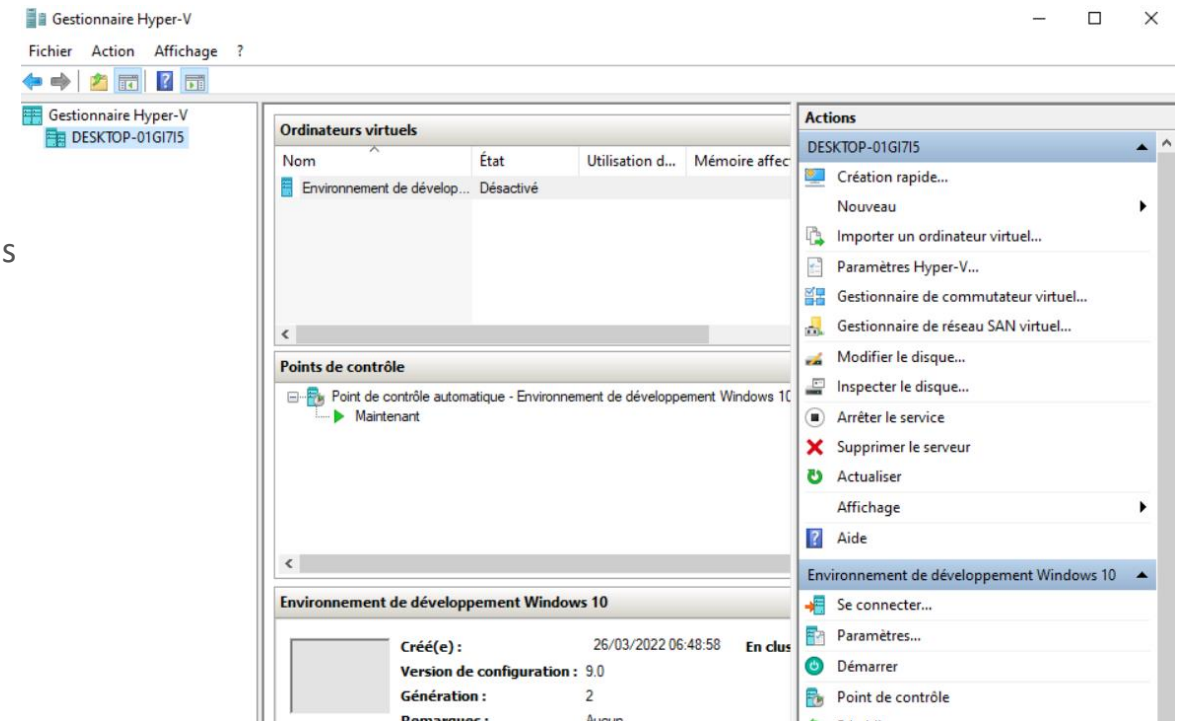 Gestionnaire Hyper-V
Fichier Action Affichage ?
Gestionnaire Hyper-V
DESKTOP-01GI7I5
s
Ordinateurs virtuels
Nom État Utilisation d... Mémoire affec
Environnement de dévelop... Désactivé
Points de contrôle
Point de contrôle automatique - Environnement de développement Windows 10
Maintenant
Environnement de développement Windows 10
Créé(e) : 26/03/2022 06:48:58 En clus
Version de configuration : 9.0
Génération : 2
Remarques : Aucun
Actions
DESKTOP-01GI7I5
Création rapide...
Nouveau
Importer un ordinateur virtuel...
Paramètres Hyper-V...
Gestionnaire de commutateur virtuel...
Gestionnaire de réseau SAN virtuel...
Modifier le disque...
Inspecter le disque...
Arrêter le service
Supprimer le serveur
Actualiser
Affichage
Aide
Environnement de développement Windows 10
Se connecter...
Paramètres...
Démarrer
Point de contrôle